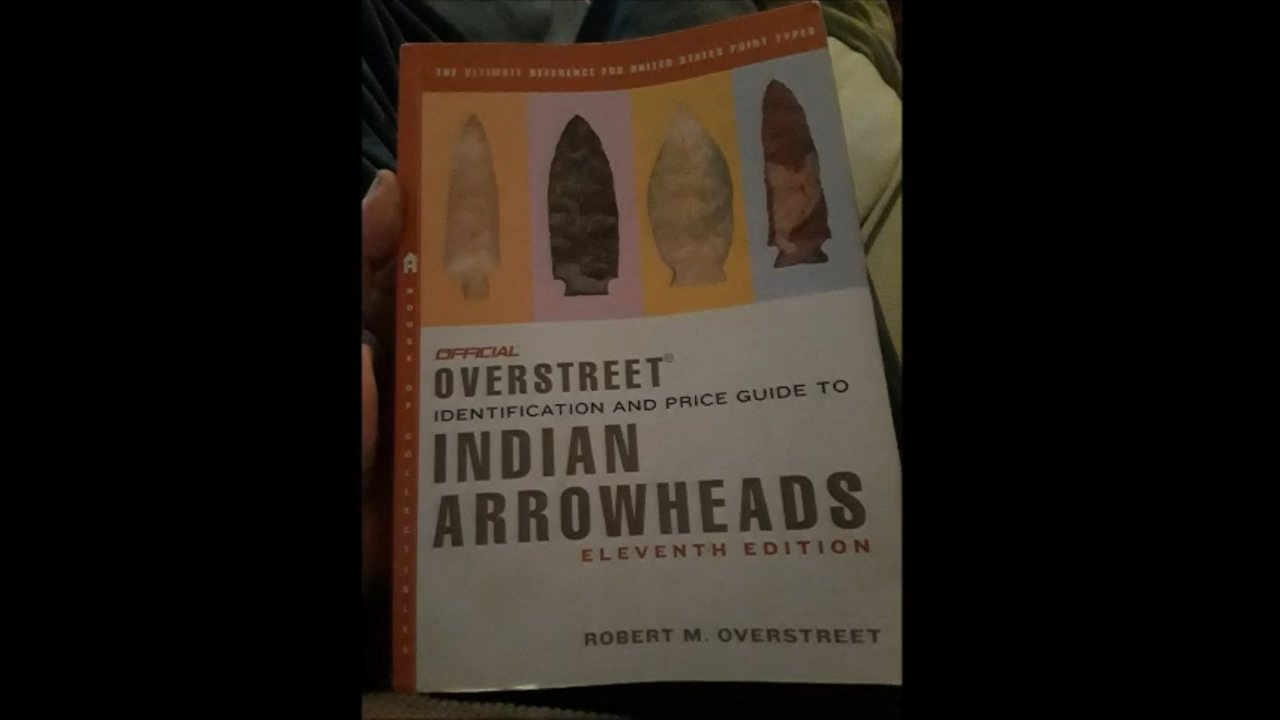 THE ULTIMATE REFERENCE FOR UNITED STATES POINT TYPES
HOUSE OF COLLECTIBLES
OFFICIAL
OVERSTREET®
IDENTIFICATION AND PRICE GUIDE TO
INDIAN
ARROWHEADS
ELEVENTH EDITION
ROBERT M. OVERSTREET